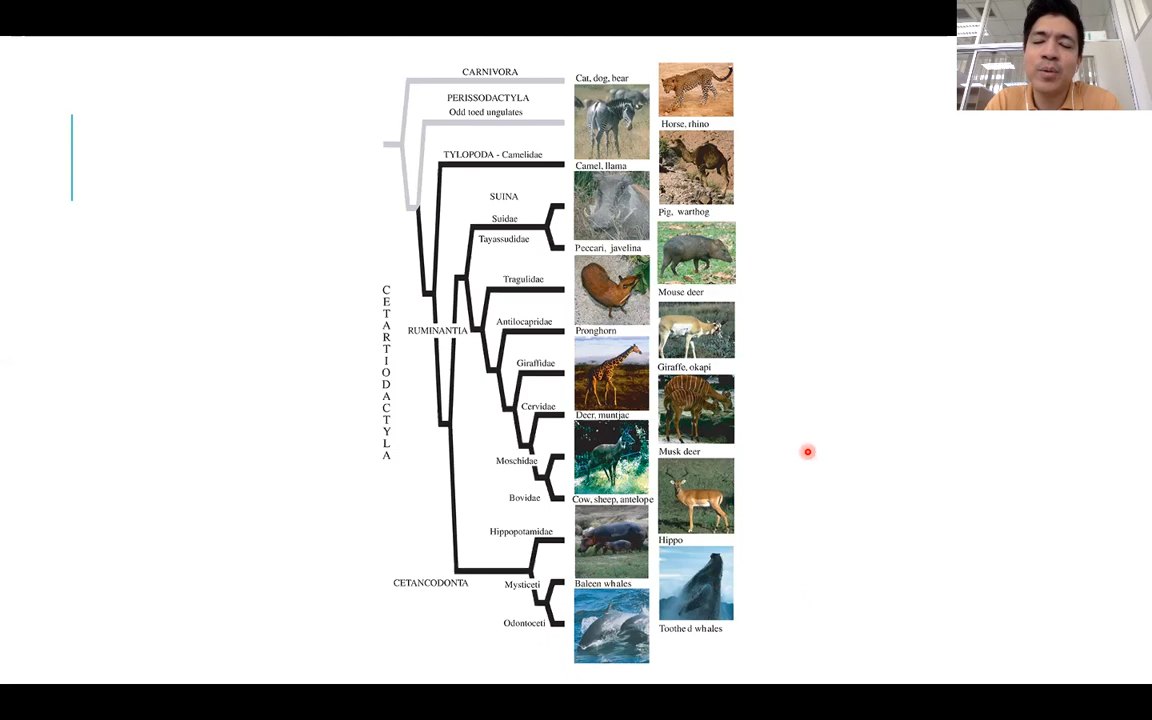 CARNIVORA
Cat, dog, bear
PERISSODACTYLA
Odd toed ungulates
Horse, rhino
TYLOPODA - Camelidae
Camel, llama
SUINA
Suidae
Pig, warthog
Tayassudidae
Peccari, javelina
Tragulidae
Mouse deer
CETARTIODACTYLA
RUMINANTIA
Antilocapridae
Pronghorn
Giraffidae
Giraffe, okapi
Cervidae
Deer, muntjac
Moschidae
Musk deer
Bovidae
Cow, sheep, antelope
Hippopotamidae
Hippo
CETANCODONTA
Mysticeti
Baleen whales
Odontoceti
Toothed whales